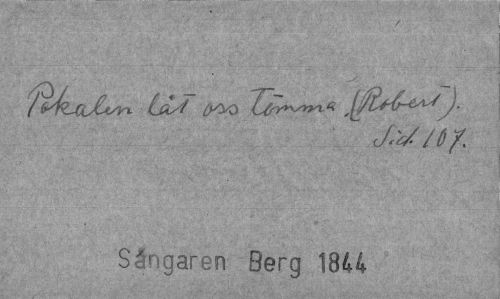 Pokalen låt oss tömma. (Robert).
Sid. 107.
Sångaren Berg 1844